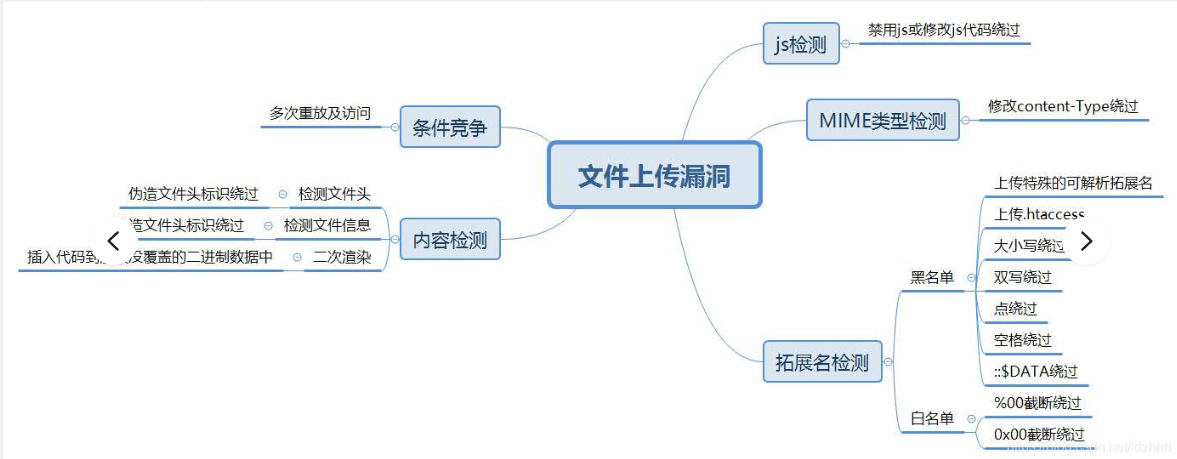 文件上传漏洞
js检测
禁用js或修改js代码绕过
MIME类型检测
修改content-Type绕过
拓展名检测
黑名单
上传特殊的可解析拓展名
上传.htaccess
大小写绕过
双写绕过
点绕过
空格绕过
::$DATA绕过
白名单
%00截断绕过
0x00截断绕过
条件竞争
多次重放及访问
内容检测
检测文件头
伪造文件头标识绕过
检测文件信息
造文件头标识绕过
二次渲染
插入代码到 没覆盖的二进制数据中